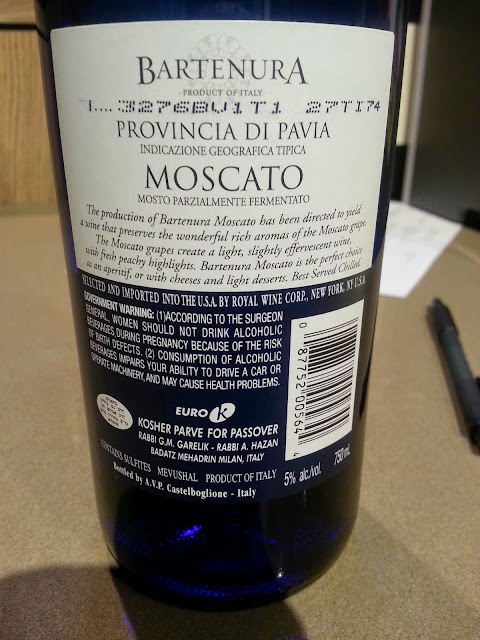 BARTENURA
PRODUCT OF ITALY
PROVINCIA DI PAVIA
INDICAZIONE GEOGRAFICA TIPICA
MOSCATO
MOSTO PARZIALMENTE FERMENTATO
The production of Bartenura Moscato has been directed to yield
a wine that preserves the wonderful rich aromas of the Moscato grape.
The Moscato grapes create a light, slightly effervescent wine,
with fresh peachy highlights. Bartenura Moscato is the perfect choice
as an aperitif, or with cheeses and light desserts. Best Served Chilled.
SELECTED AND IMPORTED INTO THE U.S.A. BY ROYAL WINE CORP., NEW YORK, NY U.S.A.
GOVERNMENT WARNING: (1)ACCORDING TO THE SURGEON
GENERAL, WOMEN SHOULD NOT DRINK ALCOHOLIC
BEVERAGES DURING PREGNANCY BECAUSE OF THE RISK
OF BIRTH DEFECTS. (2) CONSUMPTION OF ALCOHOLIC
BEVERAGES IMPAIRS YOUR ABILITY TO DRIVE A CAR OR
OPERATE MACHINERY, AND MAY CAUSE HEALTH PROBLEMS.
0 87752 00564 4
EURO K
KOSHER PARVE FOR PASSOVER
RABBI G.M. GARELIK - RABBI A. HAZAN
BADATZ MEHADRIN MILAN, ITALY
CONTAINS SULFITES MEVUSHAL PRODUCT OF ITALY
5% alc./vol. 750 mL
Bottled by A.V.P. Castelboglione - Italy